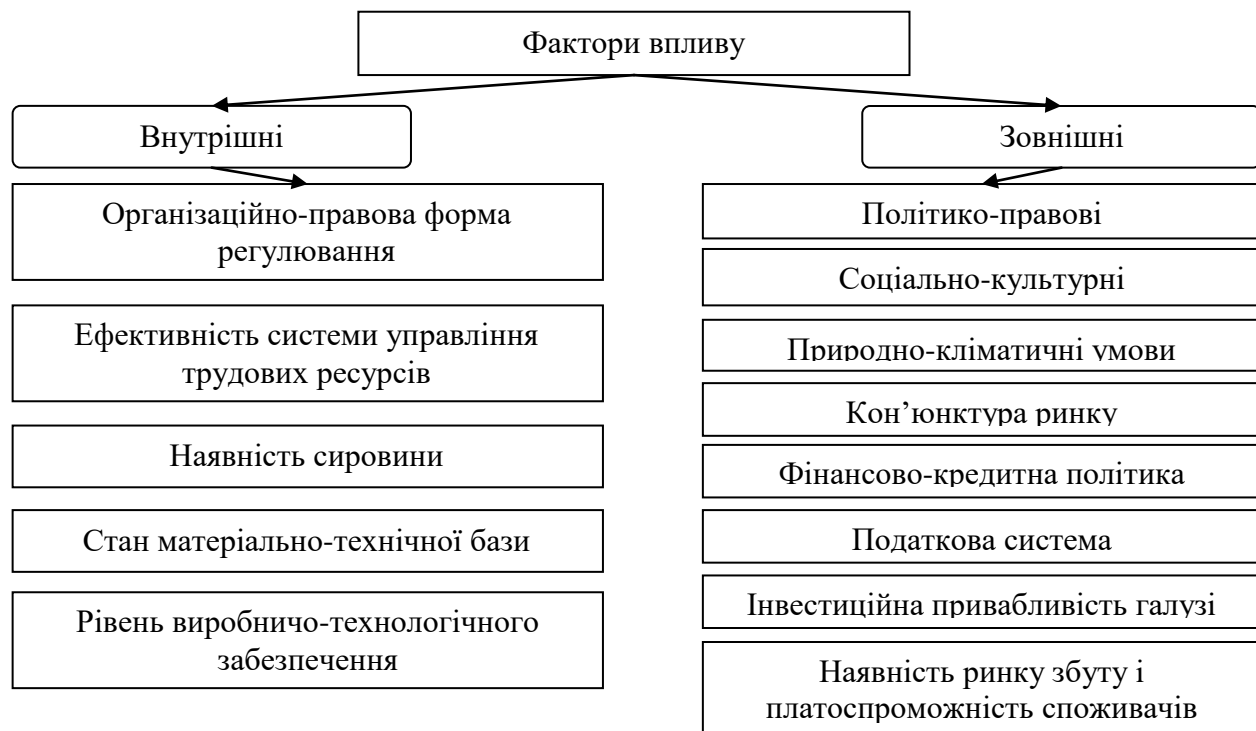 Фактори впливу
Внутрішні
Організаційно-правова форма
регулювання
Ефективність системи управління
трудових ресурсів
Наявність сировини
Стан матеріально-технічної бази
Рівень виробничо-технологічного
забезпечення
Зовнішні
Політико-правові
Соціально-культурні
Природно-кліматичні умови
Кон’юнктура ринку
Фінансово-кредитна політика
Податкова система
Інвестиційна привабливість галузі
Наявність ринку збуту і
платоспроможність споживачів